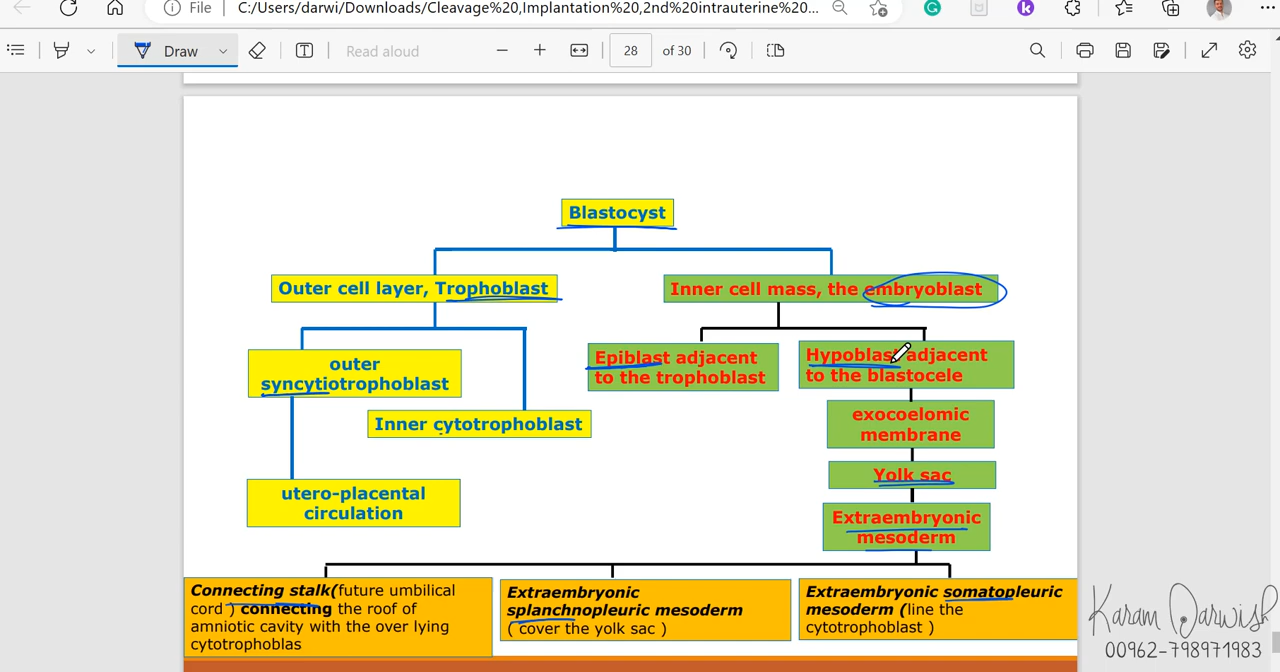 File
C:/Users/darwi/Downloads/Cleavage%20,Implantation%20,2nd%20intrauterine%20...
Draw
Read aloud
28
of 30
Blastocyst
Outer cell layer, Trophoblast
Inner cell mass, the embryoblast
outer
syncytiotrophoblast
Epiblast adjacent
to the trophoblast
Hypoblast adjacent
to the blastocele
Inner cytotrophoblast
exocoelomic
membrane
Yolk sac
utero-placental
circulation
Extraembryonic
mesoderm
Connecting stalk(future umbilical
cord ) connecting the roof of
amniotic cavity with the over lying
cytotrophoblas
Extraembryonic
splanchnopleuric mesoderm
( cover the yolk sac )
Extraembryonic somatopleuric
mesoderm (line the
cytotrophoblast )
Karam Darwish
00962-798971983